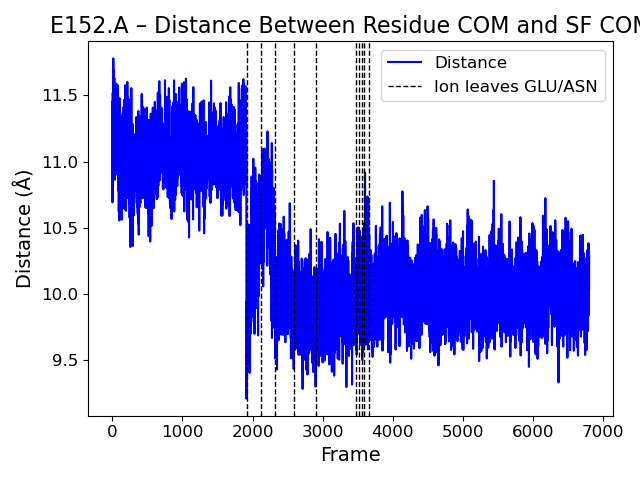 E152.A – Distance Between Residue COM and SF COM
Distance (Å)
11.5
11.0
10.5
10.0
9.5
Distance
Ion leaves GLU/ASN
0 1000 2000 3000 4000 5000 6000 7000
Frame